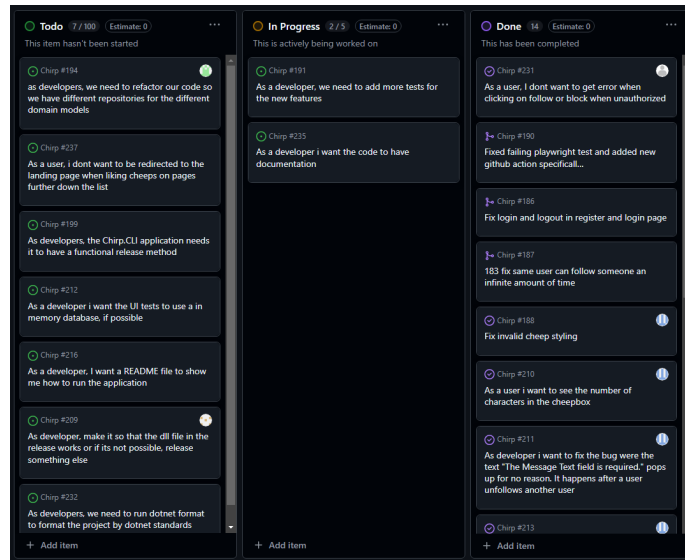 Todo 7 / 100 Estimate: 0 ...
This item hasn't been started
Chirp #194
as developers, we need to refactor our code so
we have different repositories for the different
domain models
Chirp #237
As a user, i dont want to be redirected to the
landing page when liking cheeps on pages
further down the list
Chirp #199
As developers, the Chirp.CLI application needs
it to have a functional release method
Chirp #212
As a developer i want the UI tests to use a in
memory database, if possible
Chirp #216
As a developer, I want a README file to show
me how to run the application
Chirp #209
As developer, make it so that the dll file in the
release works or if its not possible, release
something else
Chirp #232
As developers, we need to run dotnet format
to format the project by dotnet standards
+ Add item
In Progress 2 / 5 Estimate: 0 ...
This is actively being worked on
Chirp #191
As a developer, we need to add more tests for
the new features
Chirp #235
As a developer i want the code to have
documentation
+ Add item
Done 14 Estimate: 0 ...
This has been completed
Chirp #231
As a user, I dont want to get error when
clicking on follow or block when unauthorized
Chirp #190
Fixed failing playwright test and added new
github action specificall...
Chirp #186
Fix login and logout in register and login page
Chirp #187
183 fix same user can follow someone an
infinite amount of time
Chirp #188
Fix invalid cheep styling
Chirp #210
As a user i want to see the number of
characters in the cheepbox
Chirp #211
As developer i want to fix the bug were the
text "The Message Text field is required." pops
up for no reason. It happens after a user
unfollows another user
Chirp #213
+ Add item